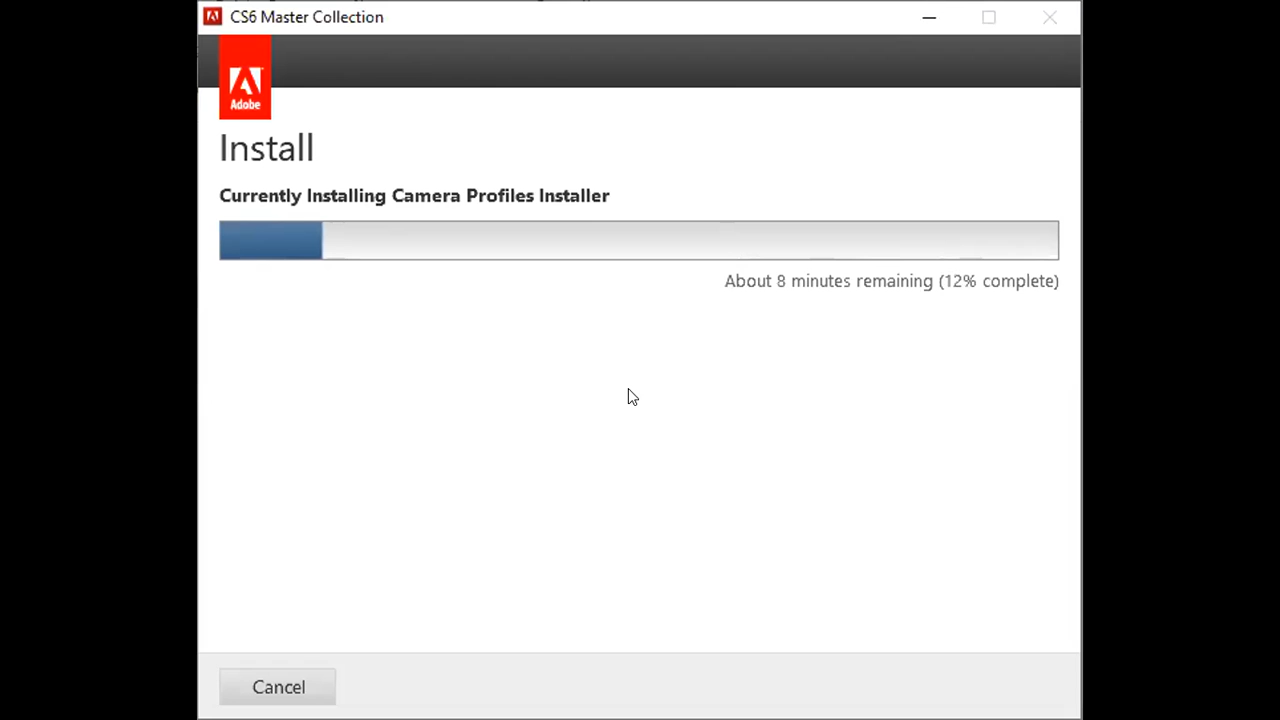 CS6 Master Collection
Adobe
Install
Currently Installing Camera Profiles Installer
About 8 minutes remaining (12% complete)
Cancel